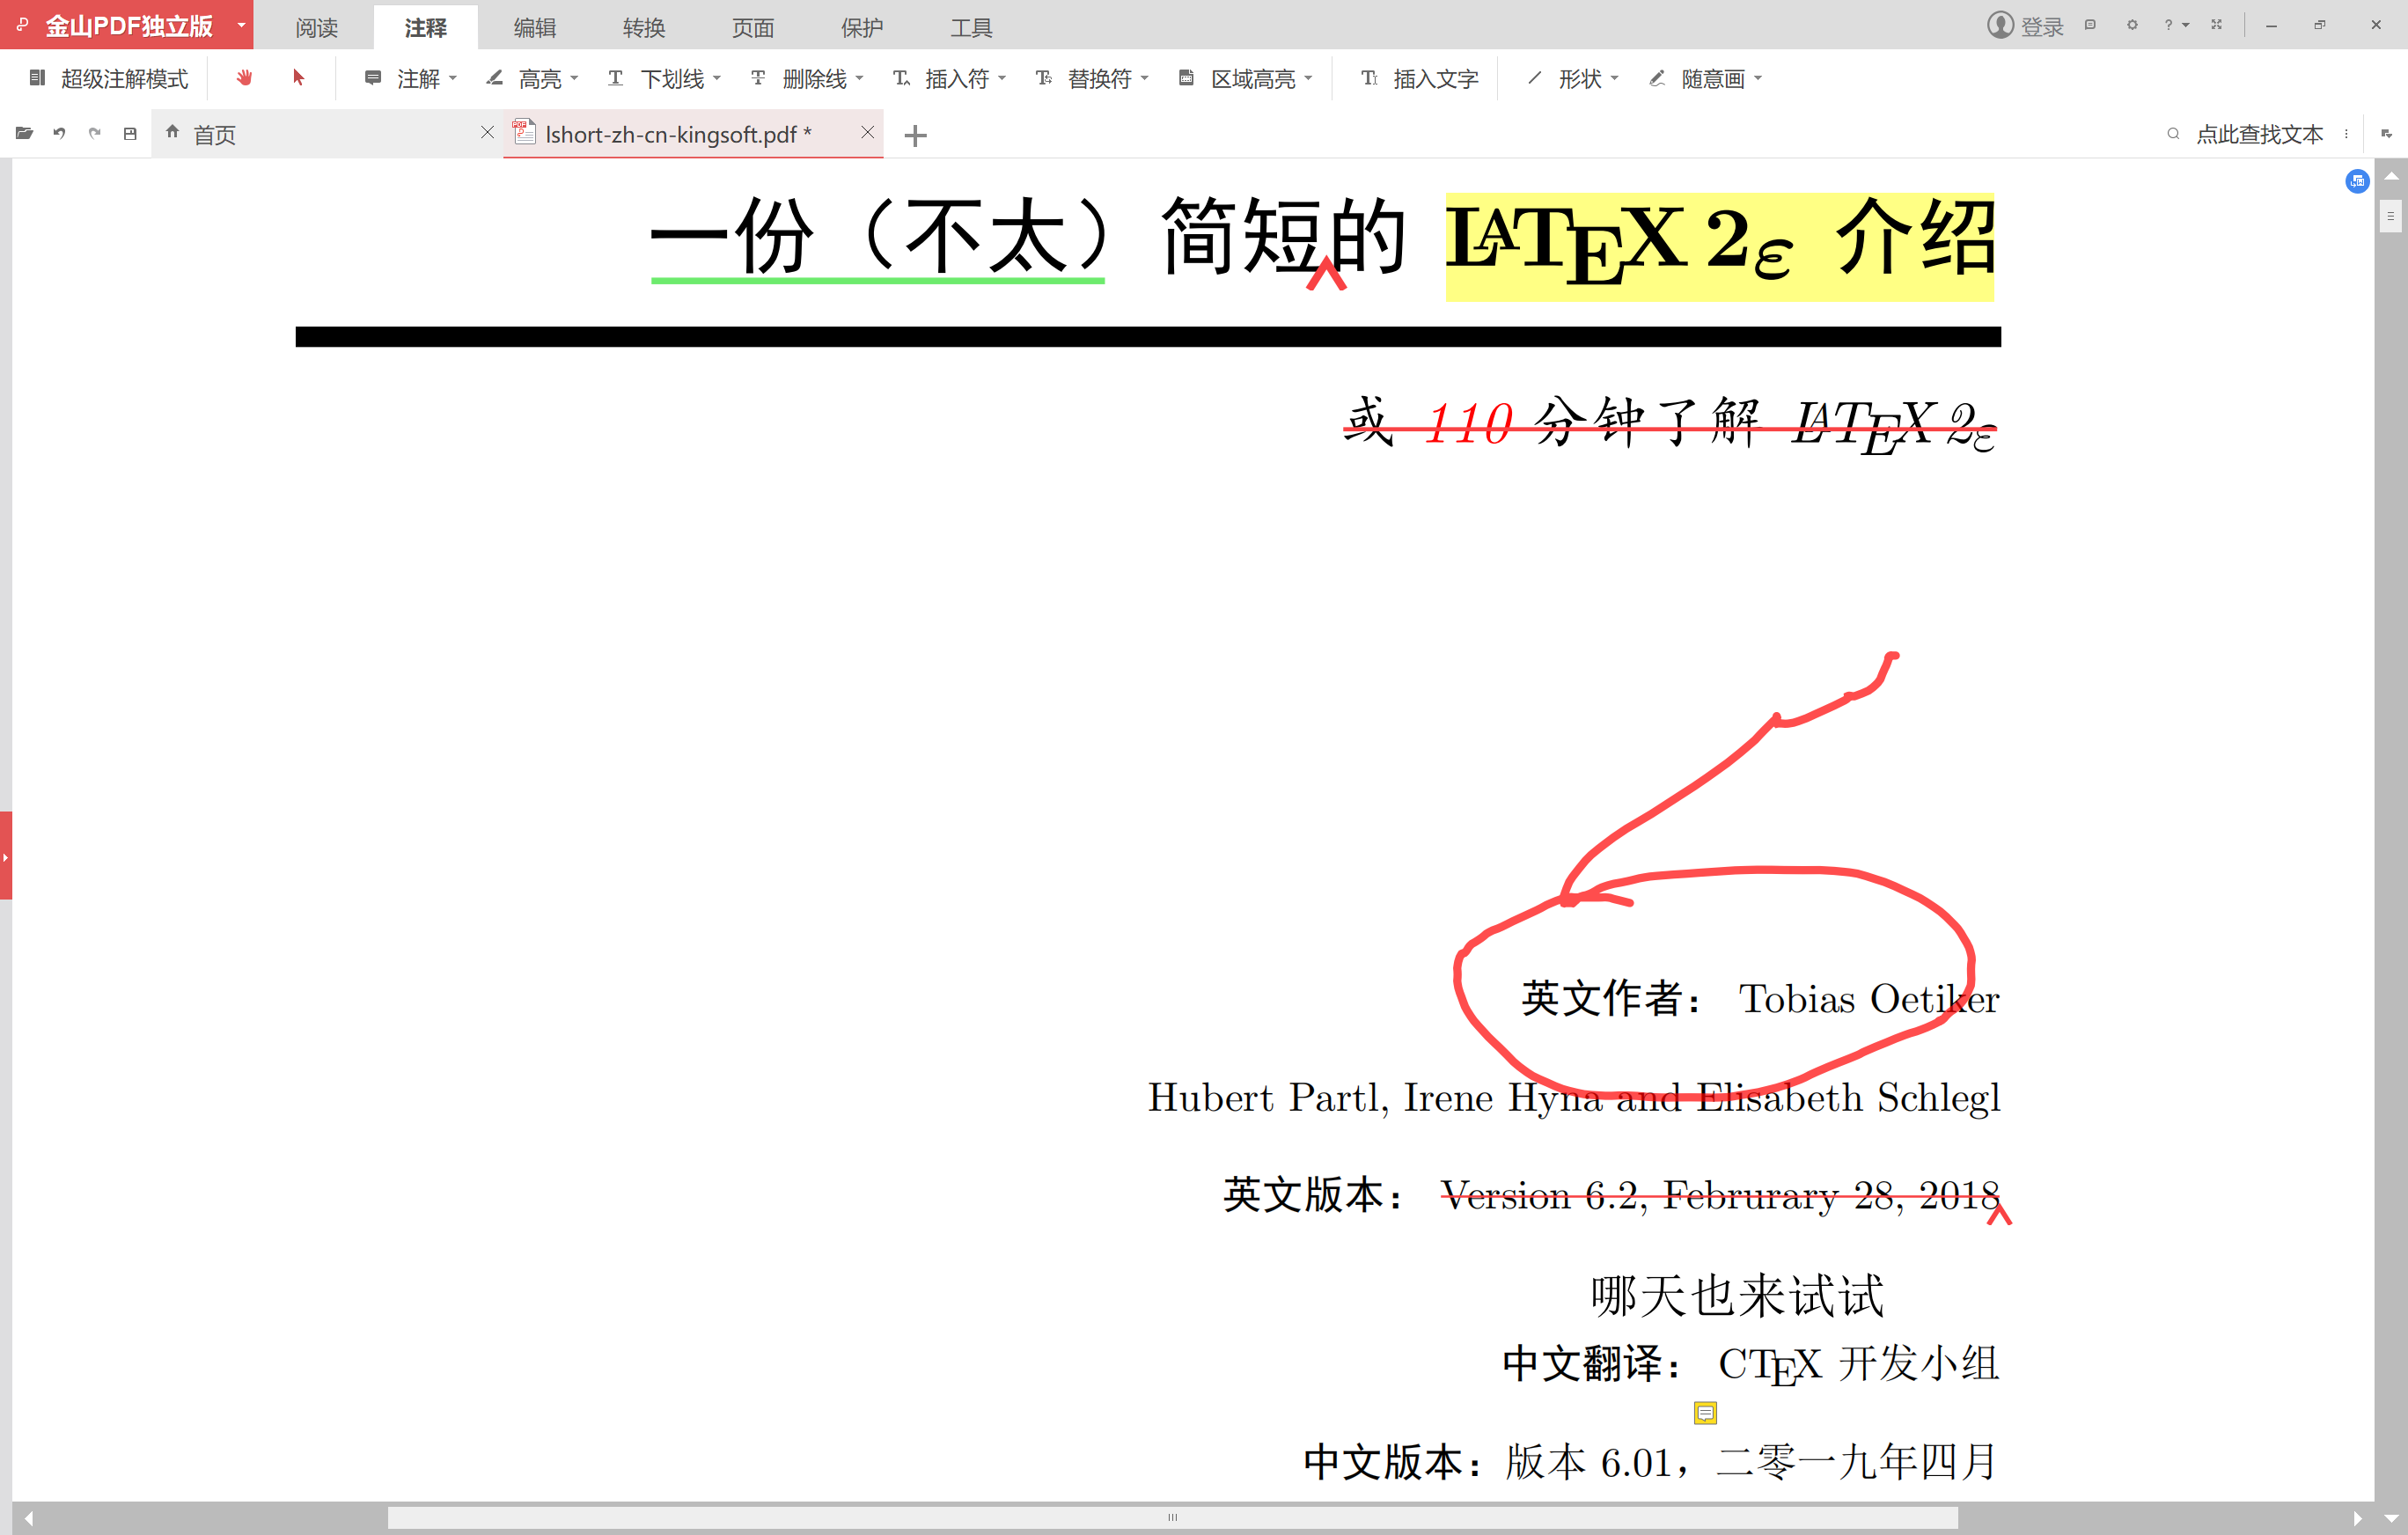 金山PDF独立版 阅读 注释 编辑 转换 页面 保护 工具 登录 ?
超级注解模式 注解 高亮 下划线 删除线 插入符 替换符 区域高亮 插入文字 形状 随意画
首页 lshort-zh-cn-kingsoft.pdf * 点此查找文本
一份（不太）简短的 LATEX 2ε 介绍
或 110 分钟了解 LATEX 2ε
英文作者： Tobias Oetiker
Hubert Partl, Irene Hyna and Elisabeth Schlegl
英文版本： Version 6.2, Februrary 28, 2018
哪天也来试试
中文翻译： CTEX 开发小组
中文版本：版本 6.01，二零一九年四月